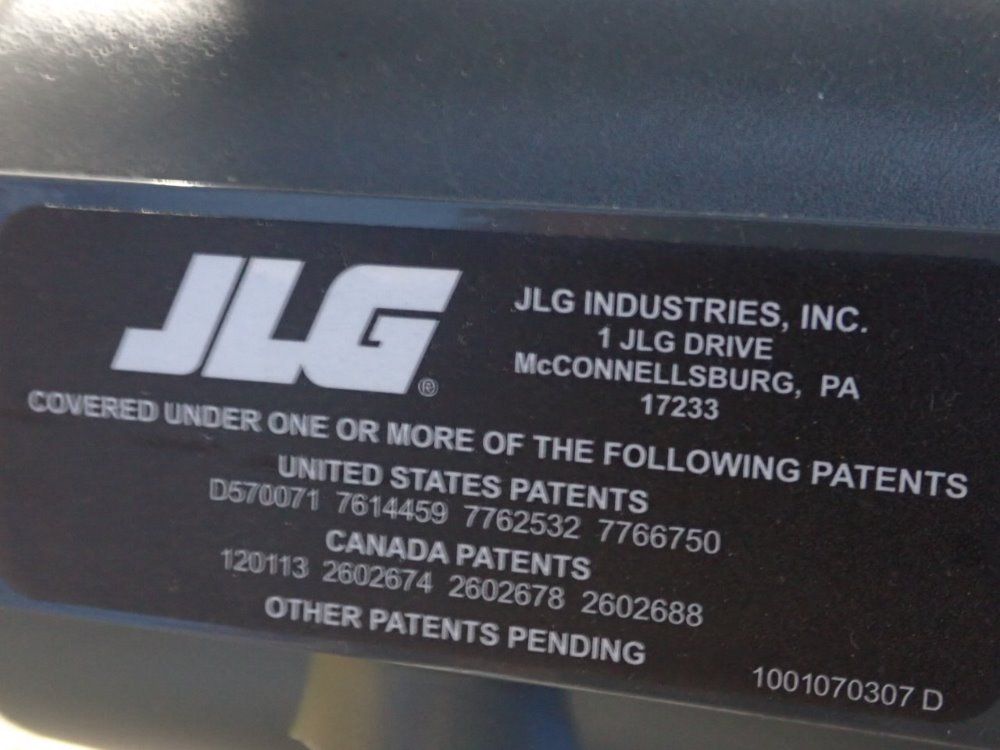 JLG®
JLG INDUSTRIES, INC.
1 JLG DRIVE
McCONNELLSBURG, PA
17233
COVERED UNDER ONE OR MORE OF THE FOLLOWING PATENTS
UNITED STATES PATENTS
D570071 7614459 7762532 7766750
CANADA PATENTS
120113 2602674 2602678 2602688
OTHER PATENTS PENDING
1001070307 D